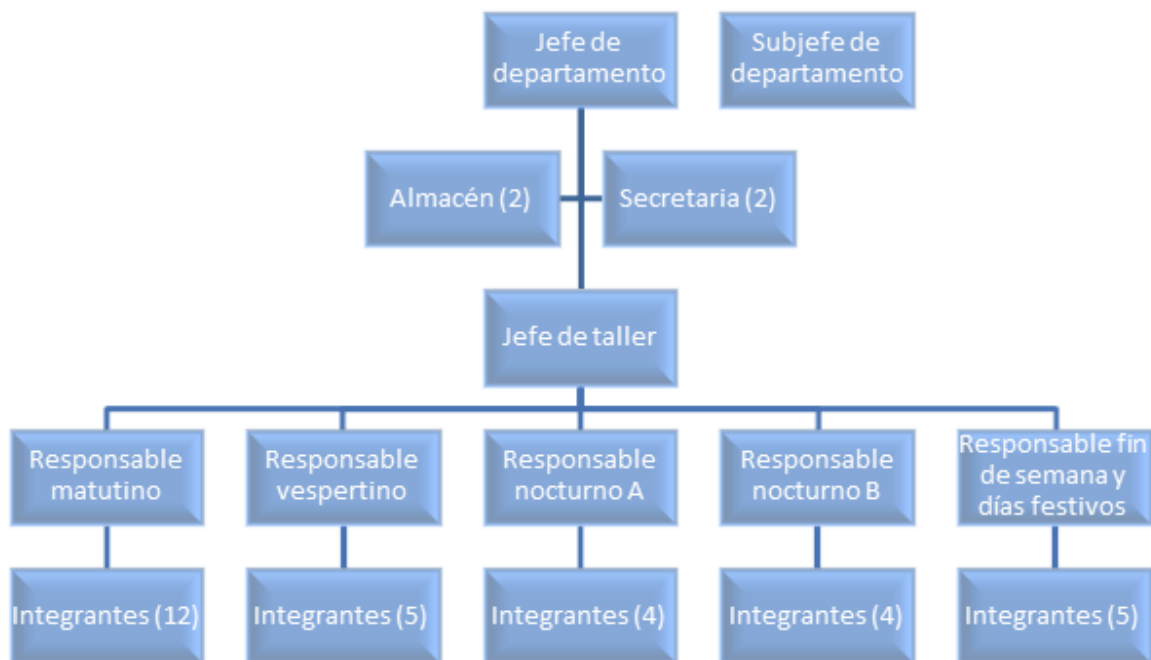 Jefe de
departamento
Subjefe de
departamento
Almacén (2)
Secretaria (2)
Jefe de taller
Responsable
matutino
Responsable
vespertino
Responsable
nocturno A
Responsable
nocturno B
Responsable fin
de semana y
días festivos
Integrantes (12)
Integrantes (5)
Integrantes (4)
Integrantes (4)
Integrantes (5)